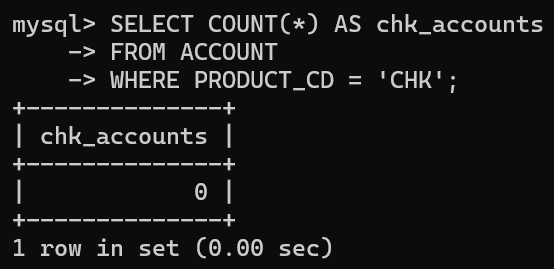 mysql> SELECT COUNT(*) AS chk_accounts
    -> FROM ACCOUNT
    -> WHERE PRODUCT_CD = 'CHK';
+--------------+
| chk_accounts |
+--------------+
|            0 |
+--------------+
1 row in set (0.00 sec)